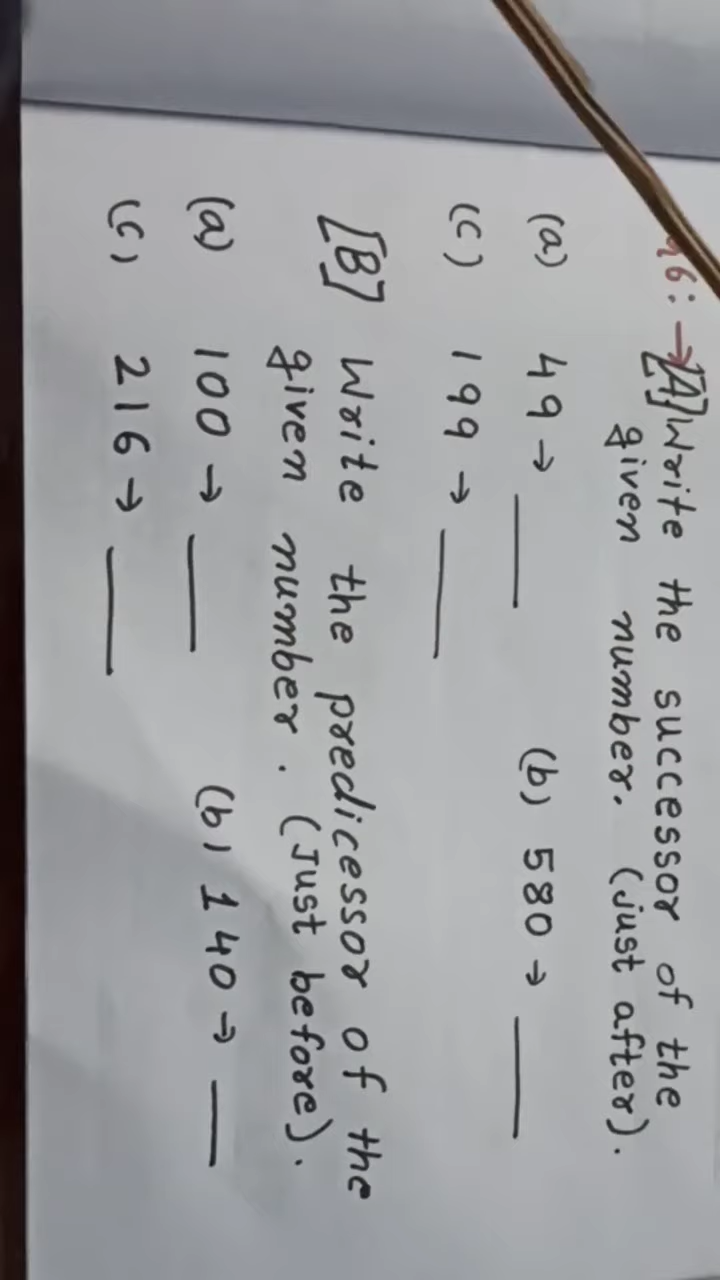 96: → [A] Write the successor of the
given number. (just after).
(a) 49 → ___ (b) 580 → ___
(c) 199 → ___
[B] Write the predicessor of the
given number. (Just before).
(a) 100 → ___ (b) 140 → ___
(c) 216 → ___